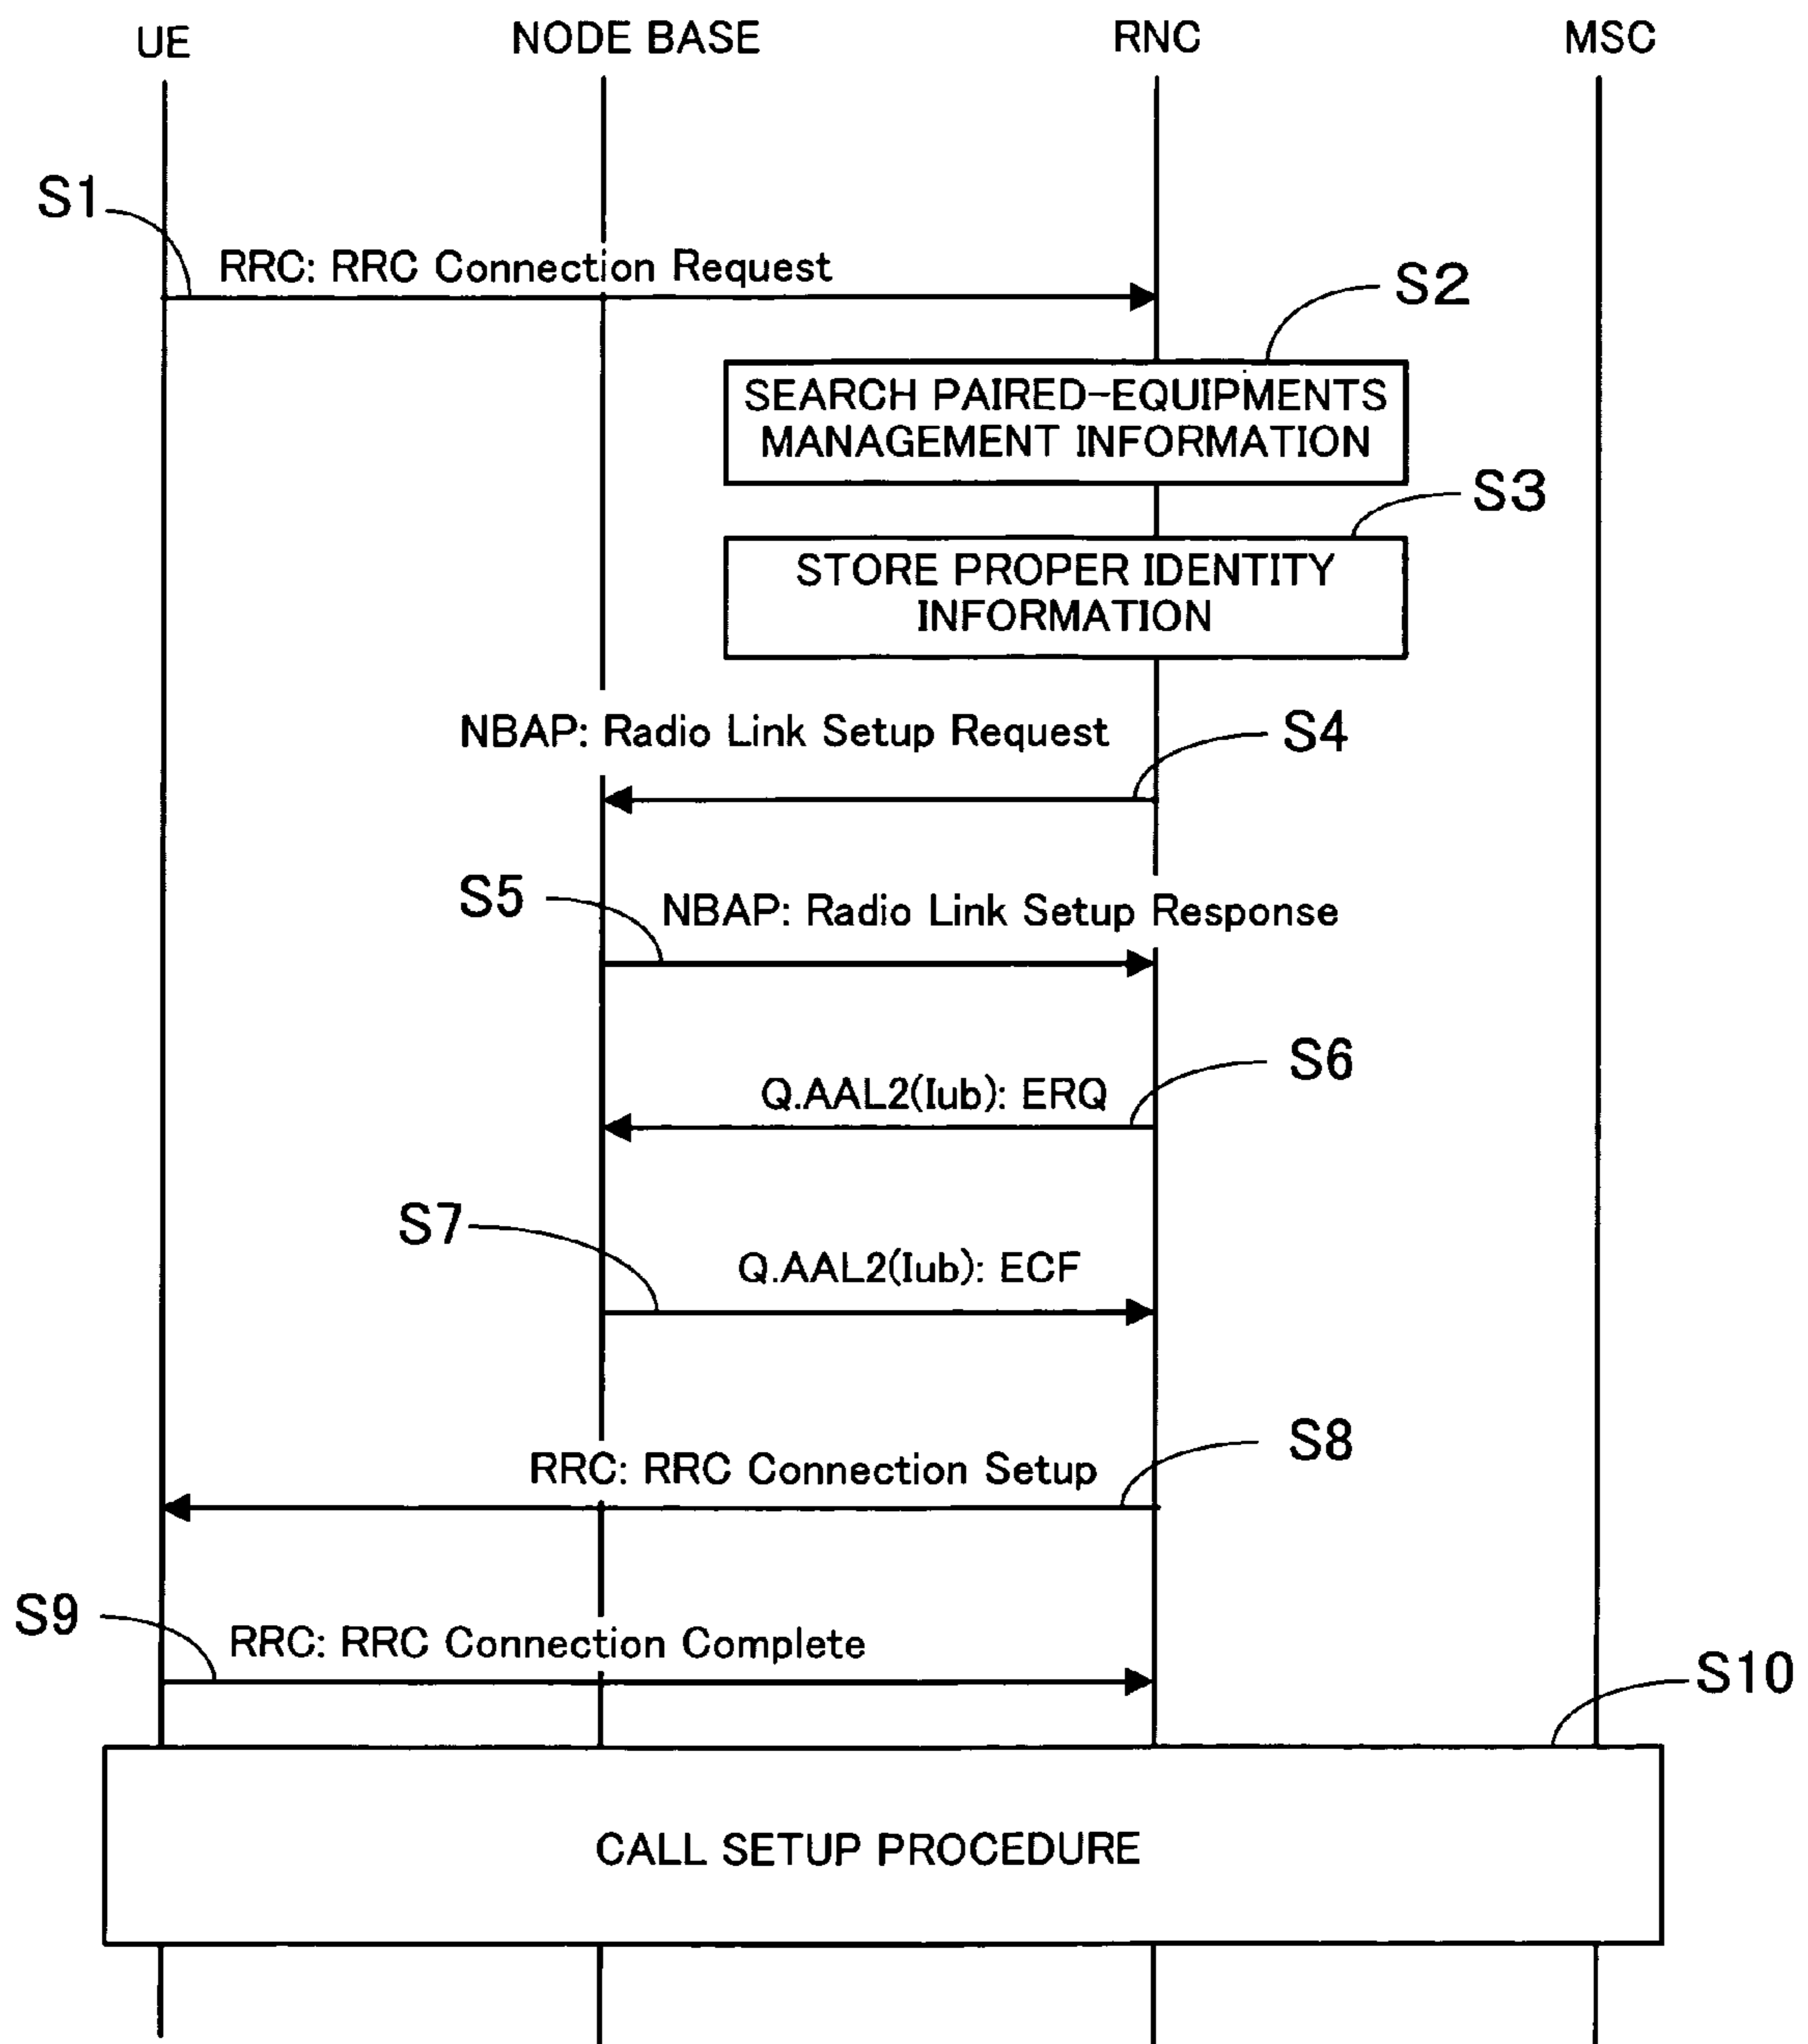 UE
NODE BASE
RNC
MSC
S1
RRC: RRC Connection Request
S2
SEARCH PAIRED-EQUIPMENTS
MANAGEMENT INFORMATION
S3
STORE PROPER IDENTITY
INFORMATION
NBAP: Radio Link Setup Request
S4
S5
NBAP: Radio Link Setup Response
S6
Q.AAL2(Iub): ERQ
S7
Q.AAL2(Iub): ECF
S8
RRC: RRC Connection Setup
S9
RRC: RRC Connection Complete
S10
CALL SETUP PROCEDURE